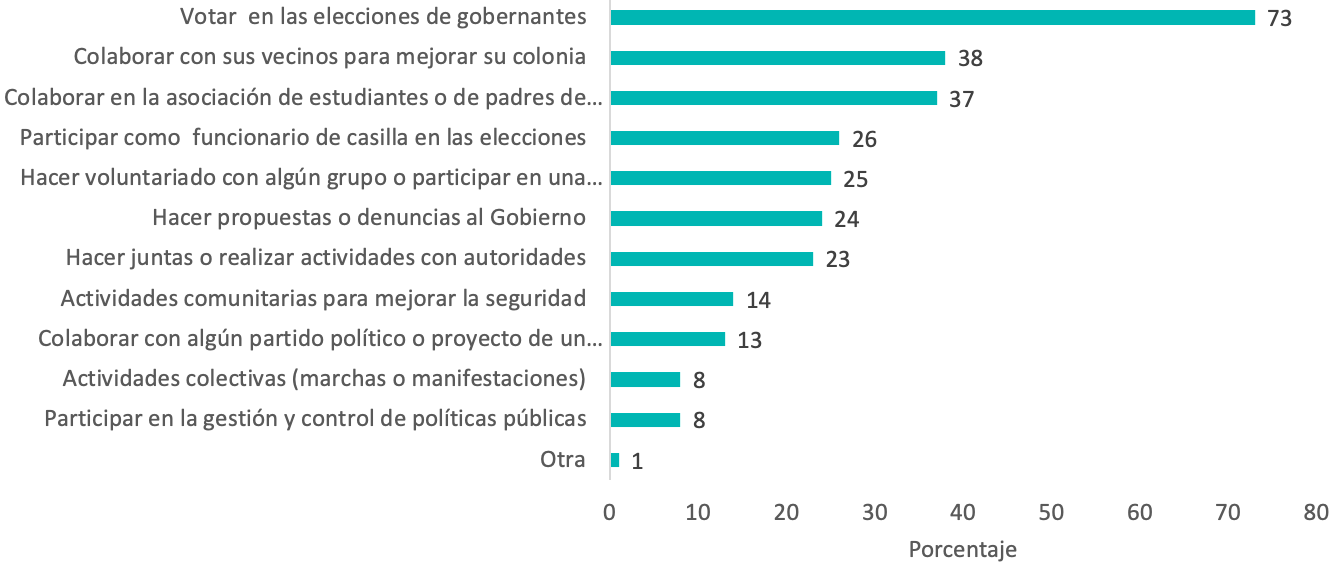 Votar  en las elecciones de gobernantes 73
Colaborar con sus vecinos para mejorar su colonia 38
Colaborar en la asociación de estudiantes o de padres de... 37
Participar como  funcionario de casilla en las elecciones 26
Hacer voluntariado con algún grupo o participar en una... 25
Hacer propuestas o denuncias al Gobierno 24
Hacer juntas o realizar actividades con autoridades 23
Actividades comunitarias para mejorar la seguridad 14
Colaborar con algún partido político o proyecto de un... 13
Actividades colectivas (marchas o manifestaciones) 8
Participar en la gestión y control de políticas públicas 8
Otra 1
0 10 20 30 40 50 60 70 80
Porcentaje